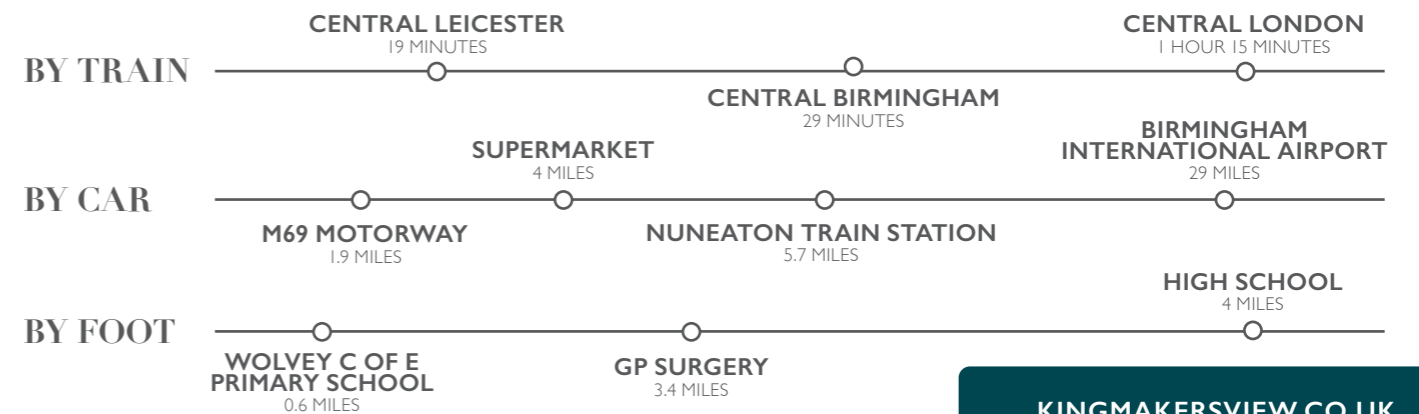 CENTRAL LEICESTER
19 MINUTES
CENTRAL LONDON
1 HOUR 15 MINUTES
BY TRAIN
CENTRAL BIRMINGHAM
29 MINUTES
SUPERMARKET
4 MILES
BIRMINGHAM
INTERNATIONAL AIRPORT
29 MILES
BY CAR
M69 MOTORWAY
1.9 MILES
NUNEATON TRAIN STATION
5.7 MILES
HIGH SCHOOL
4 MILES
BY FOOT
WOLVEY C OF E
PRIMARY SCHOOL
0.6 MILES
GP SURGERY
3.4 MILES
KINGMAKERSVIEW.CO.UK